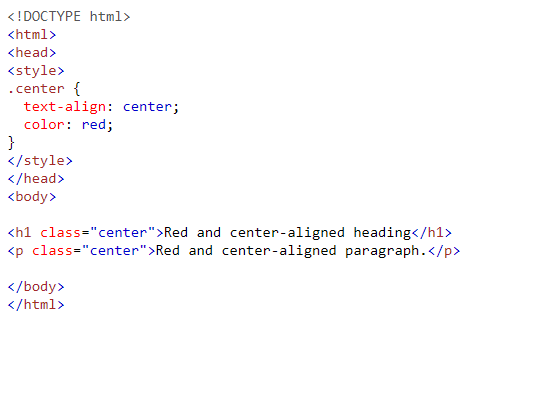 <!DOCTYPE html>
<html>
<head>
<style>
.center {
  text-align: center;
  color: red;
}
</style>
</head>
<body>

<h1 class="center">Red and center-aligned heading</h1>
<p class="center">Red and center-aligned paragraph.</p>

</body>
</html>